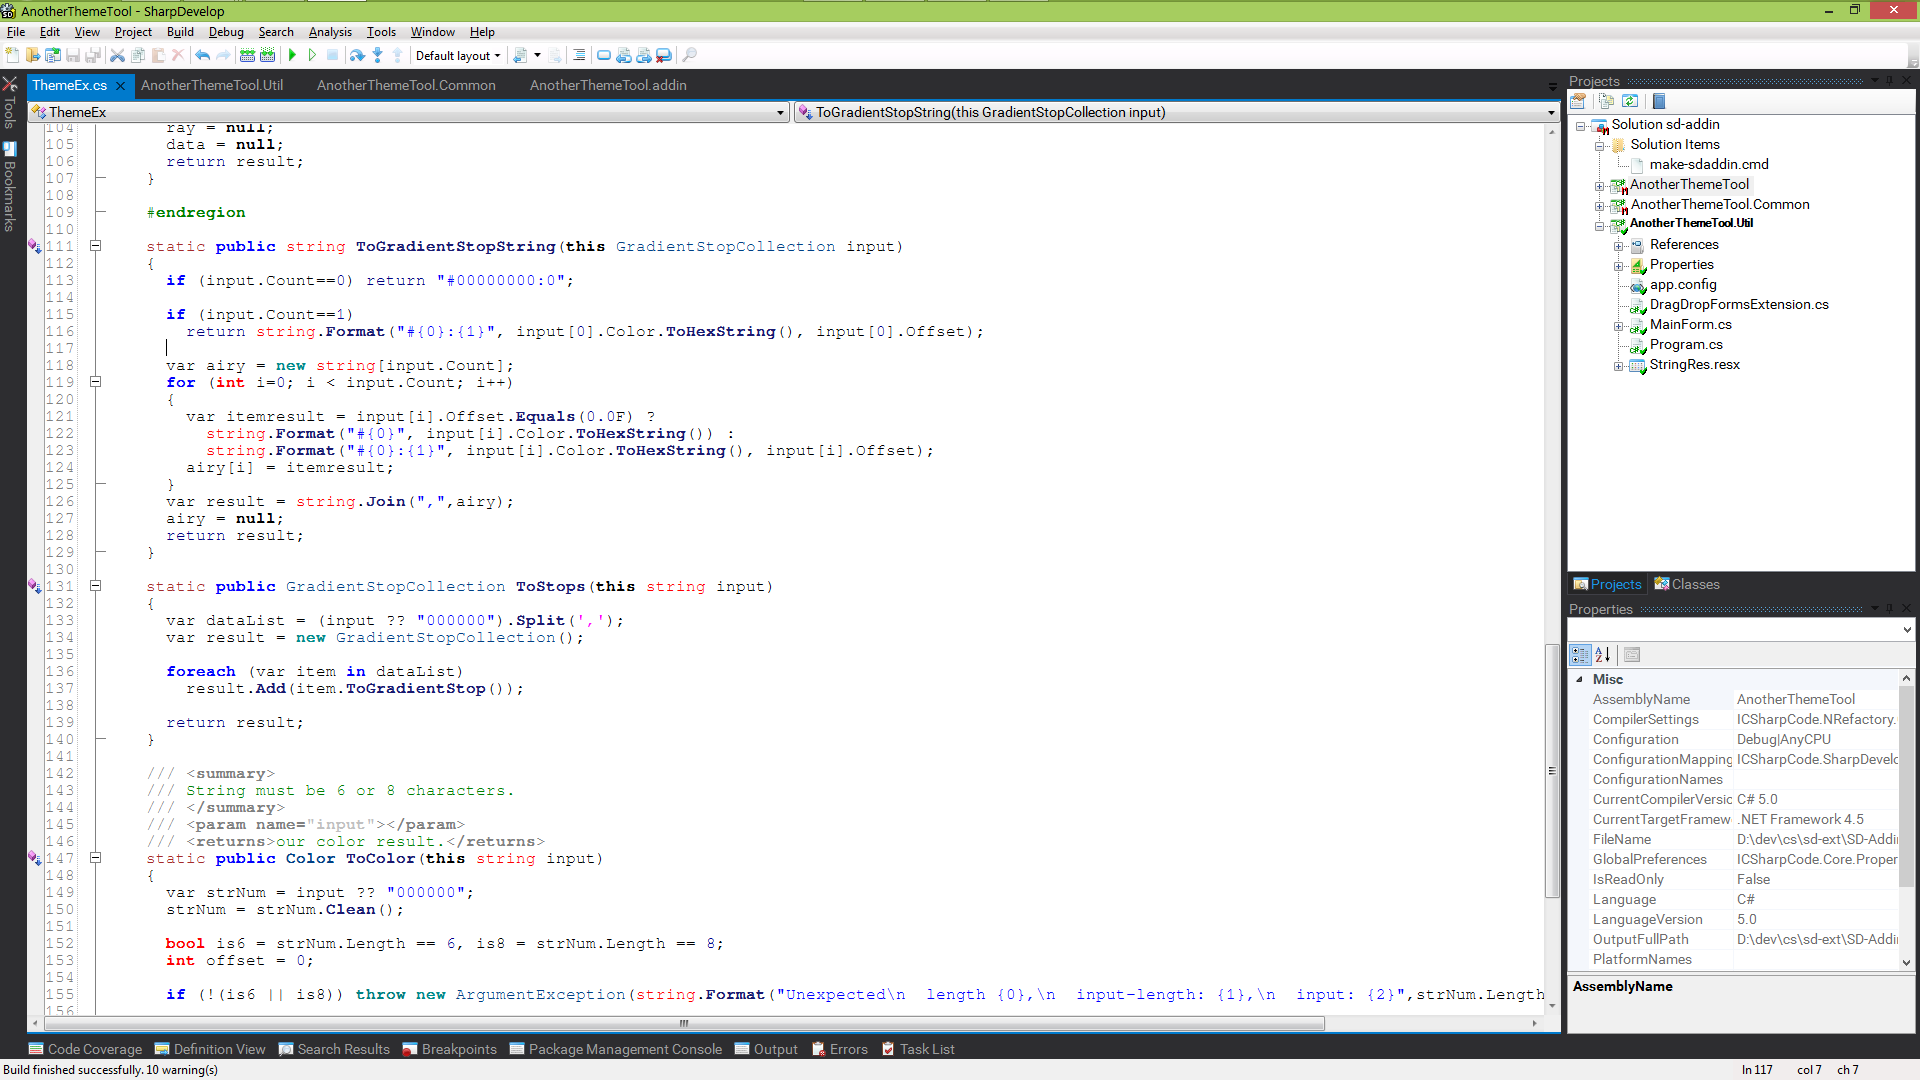 AnotherThemeTool - SharpDevelop
File Edit View Project Build Debug Search Analysis Tools Window Help
Default layout
ThemeEx.cs AnotherThemeTool.Util AnotherThemeTool.Common AnotherThemeTool.addin
ThemeEx ToGradientStopString(this GradientStopCollection input)
Tools
Bookmarks
104 ray = null;
105 data = null;
106 return result;
107 }
108
109 #endregion
110
111 static public string ToGradientStopString(this GradientStopCollection input)
112 {
113 if (input.Count==0) return "#00000000:0";
114
115 if (input.Count==1)
116 return string.Format("#{0}:{1}", input[0].Color.ToHexString(), input[0].Offset);
117
118 var airy = new string[input.Count];
119 for (int i=0; i < input.Count; i++)
120 {
121 var itemresult = input[i].Offset.Equals(0.0F) ?
122 string.Format("#{0}", input[i].Color.ToHexString()) :
123 string.Format("#{0}:{1}", input[i].Color.ToHexString(), input[i].Offset);
124 airy[i] = itemresult;
125 }
126 var result = string.Join(",",airy);
127 airy = null;
128 return result;
129 }
130
131 static public GradientStopCollection ToStops(this string input)
132 {
133 var dataList = (input ?? "000000").Split(',');
134 var result = new GradientStopCollection();
135
136 foreach (var item in dataList)
137 result.Add(item.ToGradientStop());
138
139 return result;
140 }
141
142 /// <summary>
143 /// String must be 6 or 8 characters.
144 /// </summary>
145 /// <param name="input"></param>
146 /// <returns>our color result.</returns>
147 static public Color ToColor(this string input)
148 {
149 var strNum = input ?? "000000";
150 strNum = strNum.Clean();
151
152 bool is6 = strNum.Length == 6, is8 = strNum.Length == 8;
153 int offset = 0;
154
155 if (!(is6 || is8)) throw new ArgumentException(string.Format("Unexpected\n length {0},\n input-length: {1},\n input: {2}",strNum.Length
156
Projects
Solution sd-addin
Solution Items
make-sdaddin.cmd
AnotherThemeTool
AnotherThemeTool.Common
AnotherThemeTool.Util
References
Properties
app.config
DragDropFormsExtension.cs
MainForm.cs
Program.cs
StringRes.resx
Projects Classes
Properties
Misc
AssemblyName AnotherThemeTool
CompilerSettings ICSharpCode.NRefactory.
Configuration Debug|AnyCPU
ConfigurationMapping ICSharpCode.SharpDevelo
ConfigurationNames
CurrentCompilerVersic C# 5.0
CurrentTargetFramew .NET Framework 4.5
FileName D:\dev\cs\sd-ext\SD-Addi
GlobalPreferences ICSharpCode.Core.Proper
IsReadOnly False
Language C#
LanguageVersion 5.0
OutputFullPath D:\dev\cs\sd-ext\SD-Addi
PlatformNames
AssemblyName
Code Coverage Definition View Search Results Breakpoints Package Management Console Output Errors Task List
Build finished successfully. 10 warning(s) ln 117 col 7 ch 7